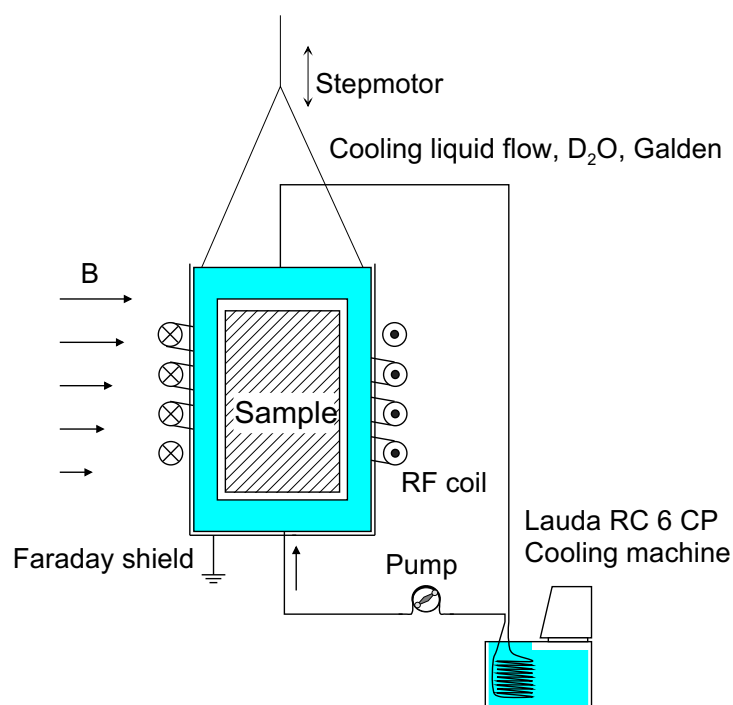 Stepmotor
Cooling liquid flow, D₂O, Galden
B
Sample
RF coil
Lauda RC 6 CP
Cooling machine
Faraday shield
Pump